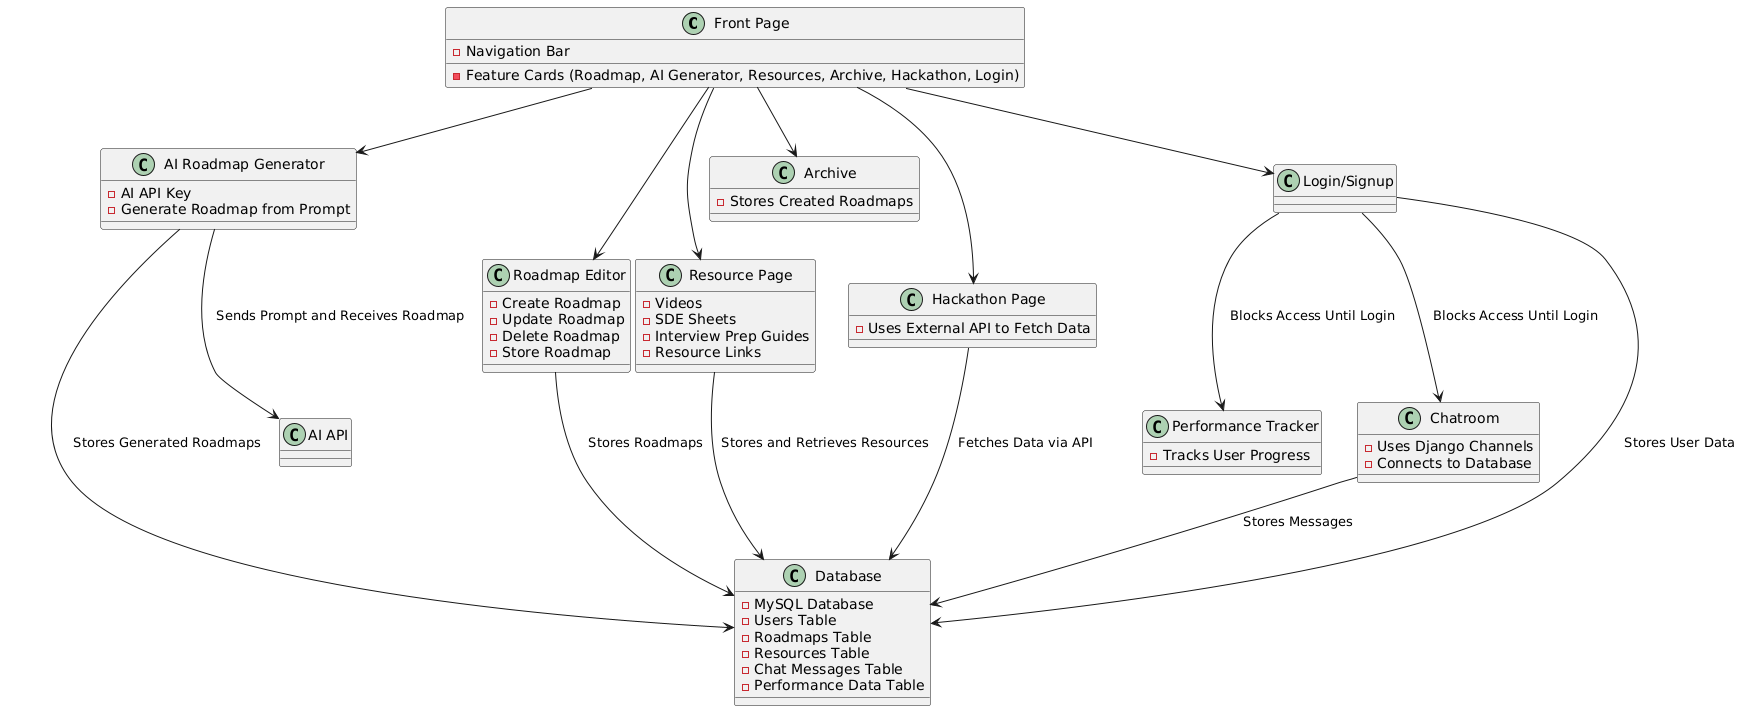 C Front Page
Navigation Bar
Feature Cards (Roadmap, AI Generator, Resources, Archive, Hackathon, Login)
C AI Roadmap Generator
AI API Key
Generate Roadmap from Prompt
C Archive
Stores Created Roadmaps
C Login/Signup
C Roadmap Editor
Create Roadmap
Update Roadmap
Delete Roadmap
Store Roadmap
C Resource Page
Videos
SDE Sheets
Interview Prep Guides
Resource Links
C Hackathon Page
Uses External API to Fetch Data
Sends Prompt and Receives Roadmap
Blocks Access Until Login
Blocks Access Until Login
C AI API
C Performance Tracker
Tracks User Progress
C Chatroom
Uses Django Channels
Connects to Database
Stores Generated Roadmaps
Stores Roadmaps
Stores and Retrieves Resources
Fetches Data via API
Stores User Data
Stores Messages
C Database
MySQL Database
Users Table
Roadmaps Table
Resources Table
Chat Messages Table
Performance Data Table